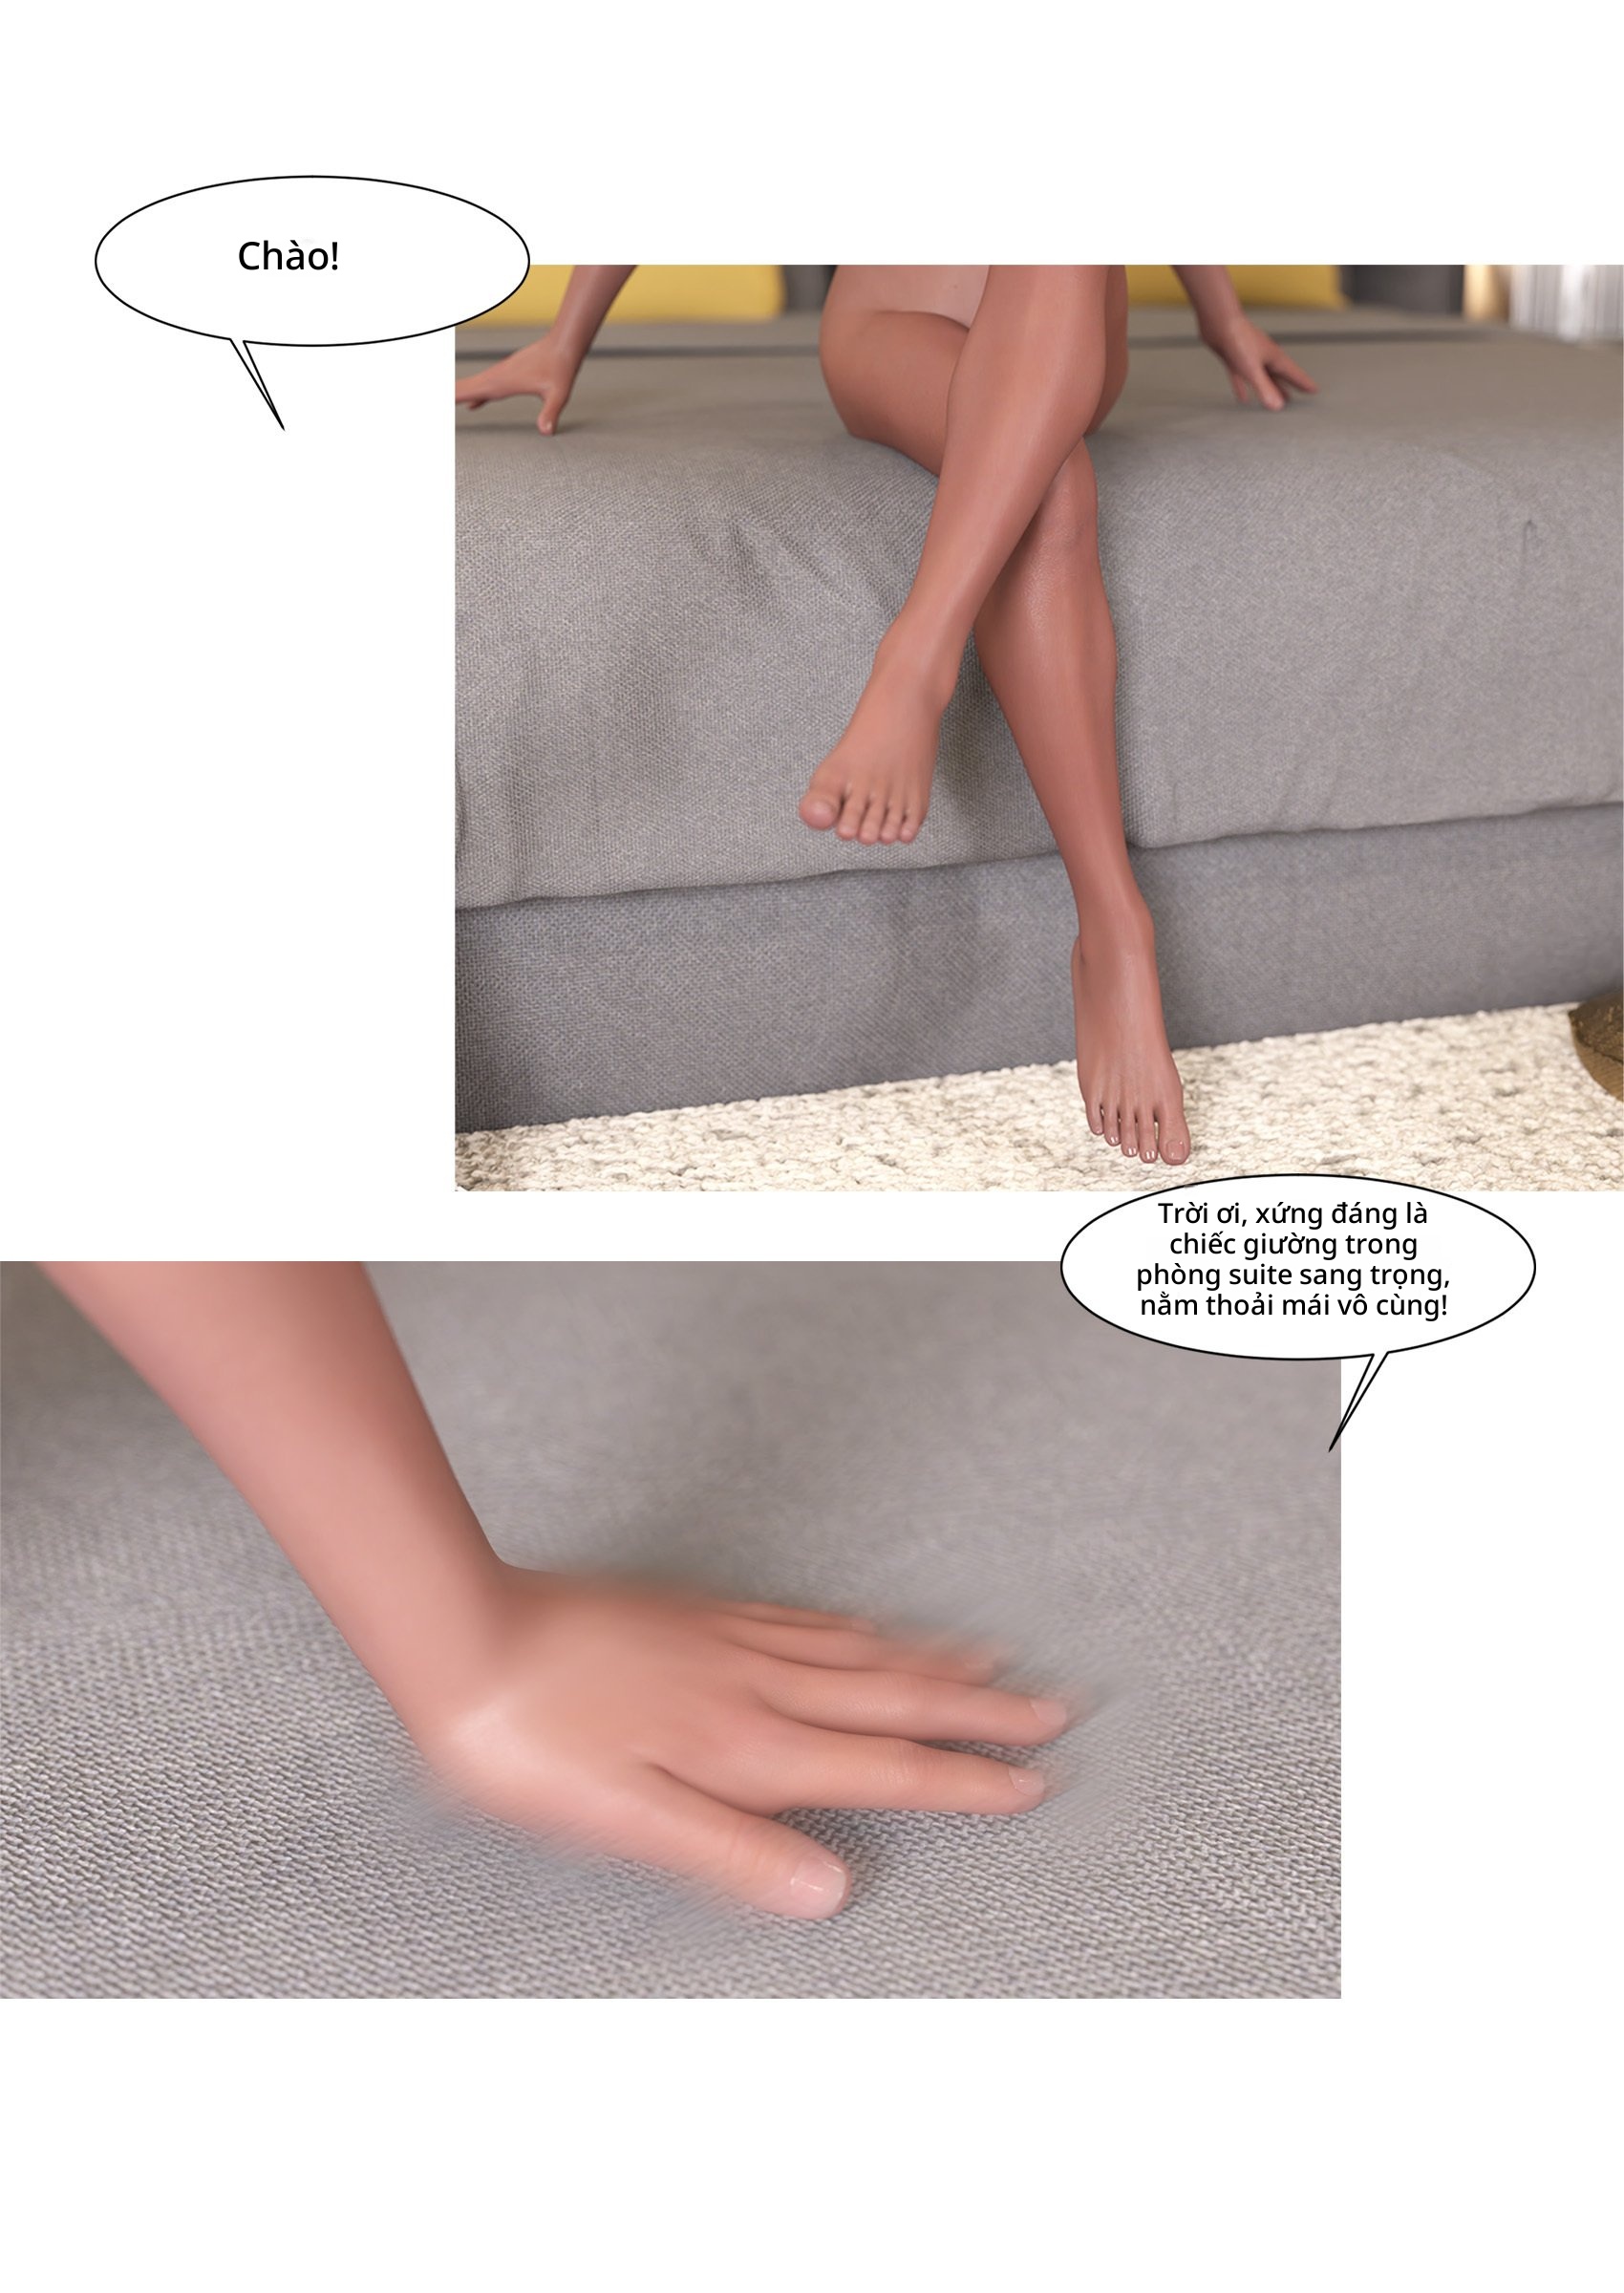 Chào!
Trời ơi, xứng đáng là
chiếc giường trong
phòng suite sang trọng,
nằm thoải mái vô cùng!